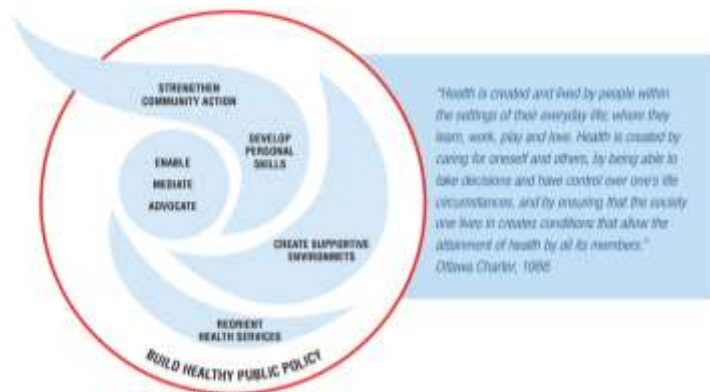 STRENGTHEN
COMMUNITY ACTION
DEVELOP
PERSONAL
SKILLS
ENABLE
MEDIATE
ADVOCATE
CREATE SUPPORTIVE
ENVIRONMETS
REORIENT
HEALTH SERVICES
BUILD HEALTHY PUBLIC POLICY
"Health is created and lived by people within
the settings of their everyday life; where they
learn, work, play and love. Health is created by
caring for oneself and others, by being able to
take decisions and have control over one's life
circumstances, and by ensuring that the society
one lives in creates conditions that allow the
attainment of health by all its members."
Ottawa Charter, 1986